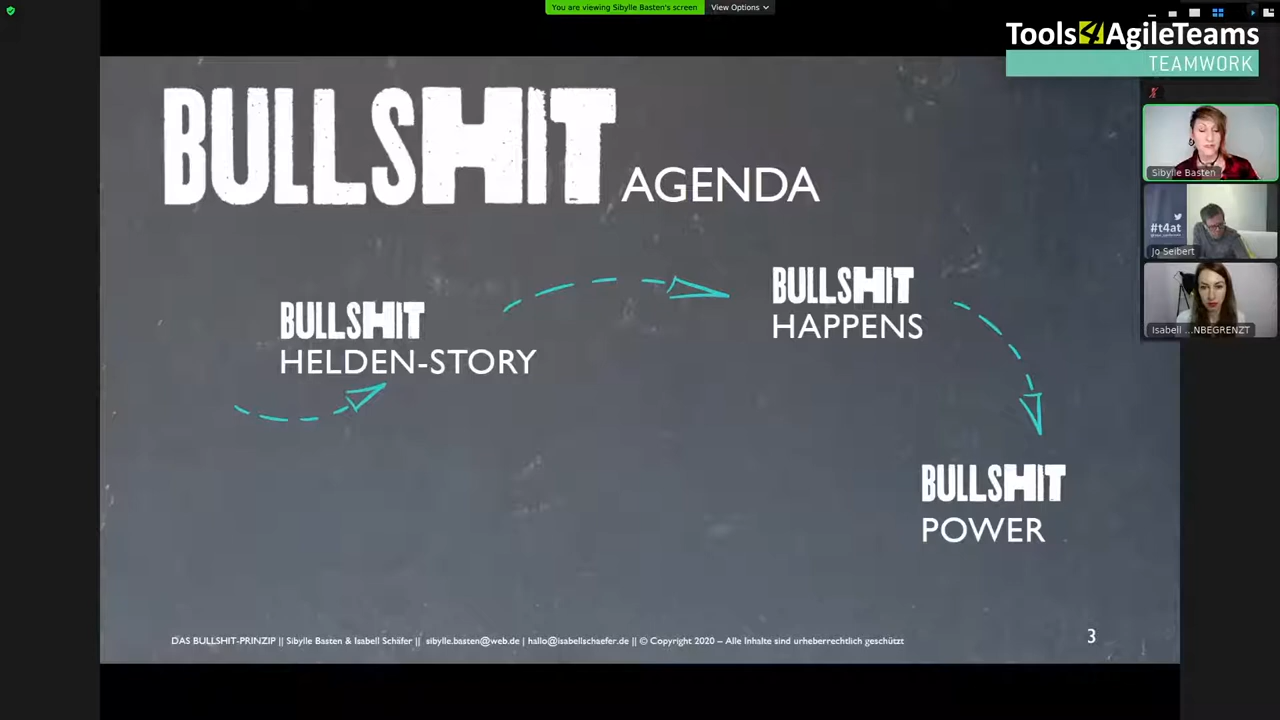 You are viewing Sibylle Basten's screen
View Options
Tools4AgileTeams
TEAMWORK
BULLSHIT AGENDA
Sibylle Basten
#t4at
Jo Seibert
Isabell ...NBEGRENZT
BULLSHIT
HELDEN-STORY
BULLSHIT
HAPPENS
BULLSHIT
POWER
DAS BULLSHIT-PRINZIP || Sibylle Basten & Isabell Schäfer || sibylle.basten@web.de | hallo@isabellschaefer.de || © Copyright 2020 – Alle Inhalte sind urheberrechtlich geschützt
3